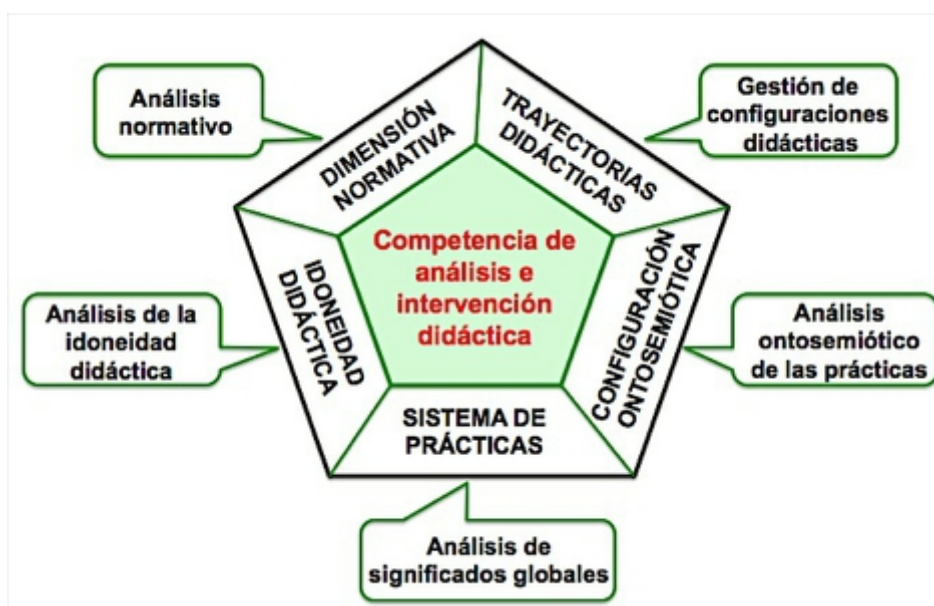 Análisis
normativo
DIMENSIÓN
NORMATIVA
TRAYECTORIAS
DIDÁCTICAS
Gestión de
configuraciones
didácticas
Competencia de
análisis e
intervención
didáctica
Análisis de la
idoneidad
didáctica
IDONEIDAD
DIDÁCTICA
CONFIGURACIÓN
ONTOSEMIÓTICA
Análisis
ontosemiótico
de las prácticas
SISTEMA DE
PRÁCTICAS
Análisis de
significados globales